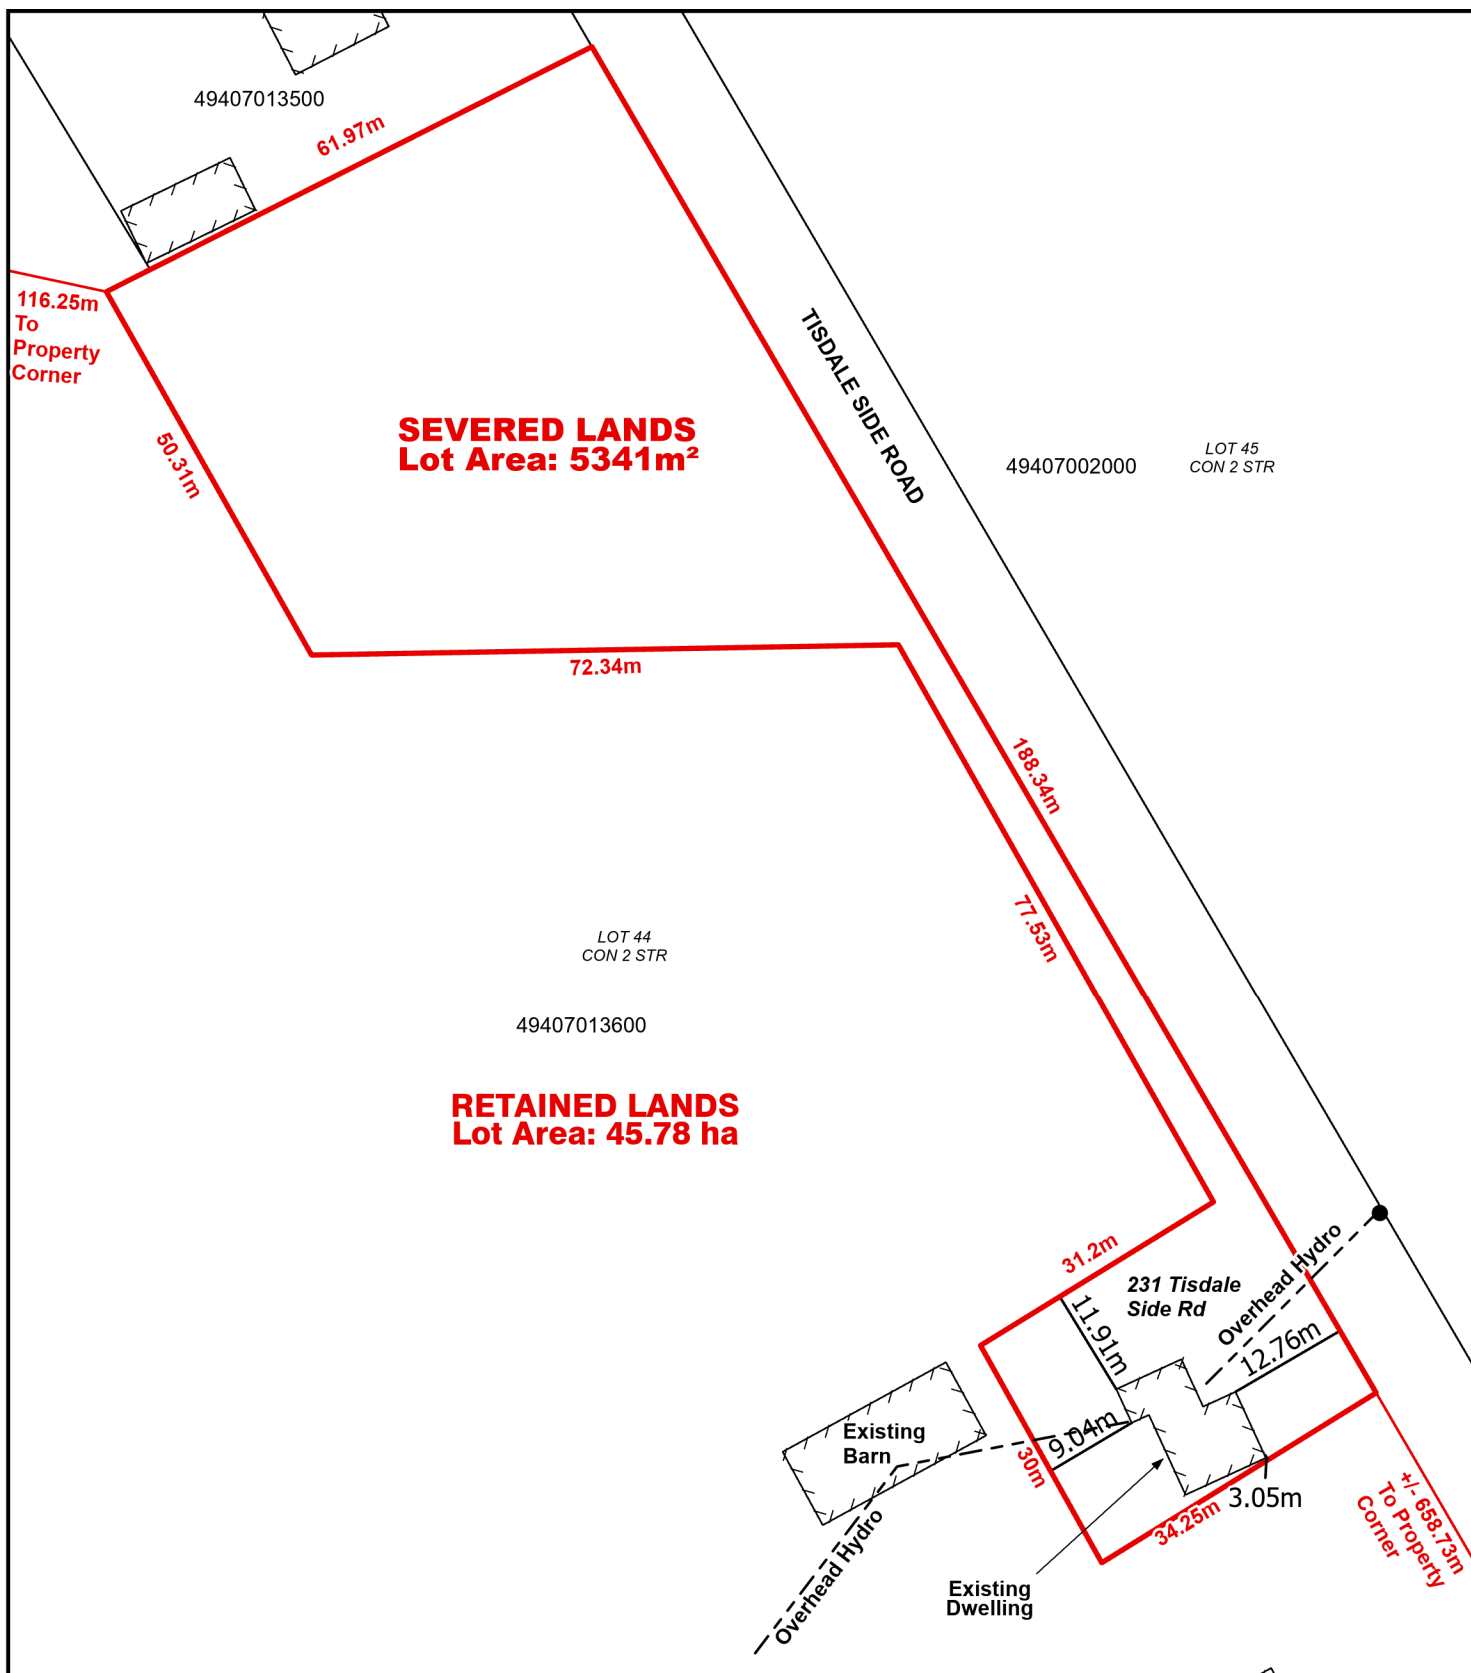 49407013500
61.97m
116.25m
To
Property
Corner
TISDALE SIDE ROAD
SEVERED LANDS
Lot Area: 5341m²
50.31m
49407002000
LOT 45
CON 2 STR
72.34m
188.34m
77.53m
LOT 44
CON 2 STR
49407013600
RETAINED LANDS
Lot Area: 45.78 ha
31.2m
231 Tisdale
Side Rd
Overhead Hydro
11.91m
12.76m
Existing
Barn
9.04m
30m
3.05m
34.25m
+/- 658.73m
To Property
Corner
Overhead Hydro
Existing
Dwelling